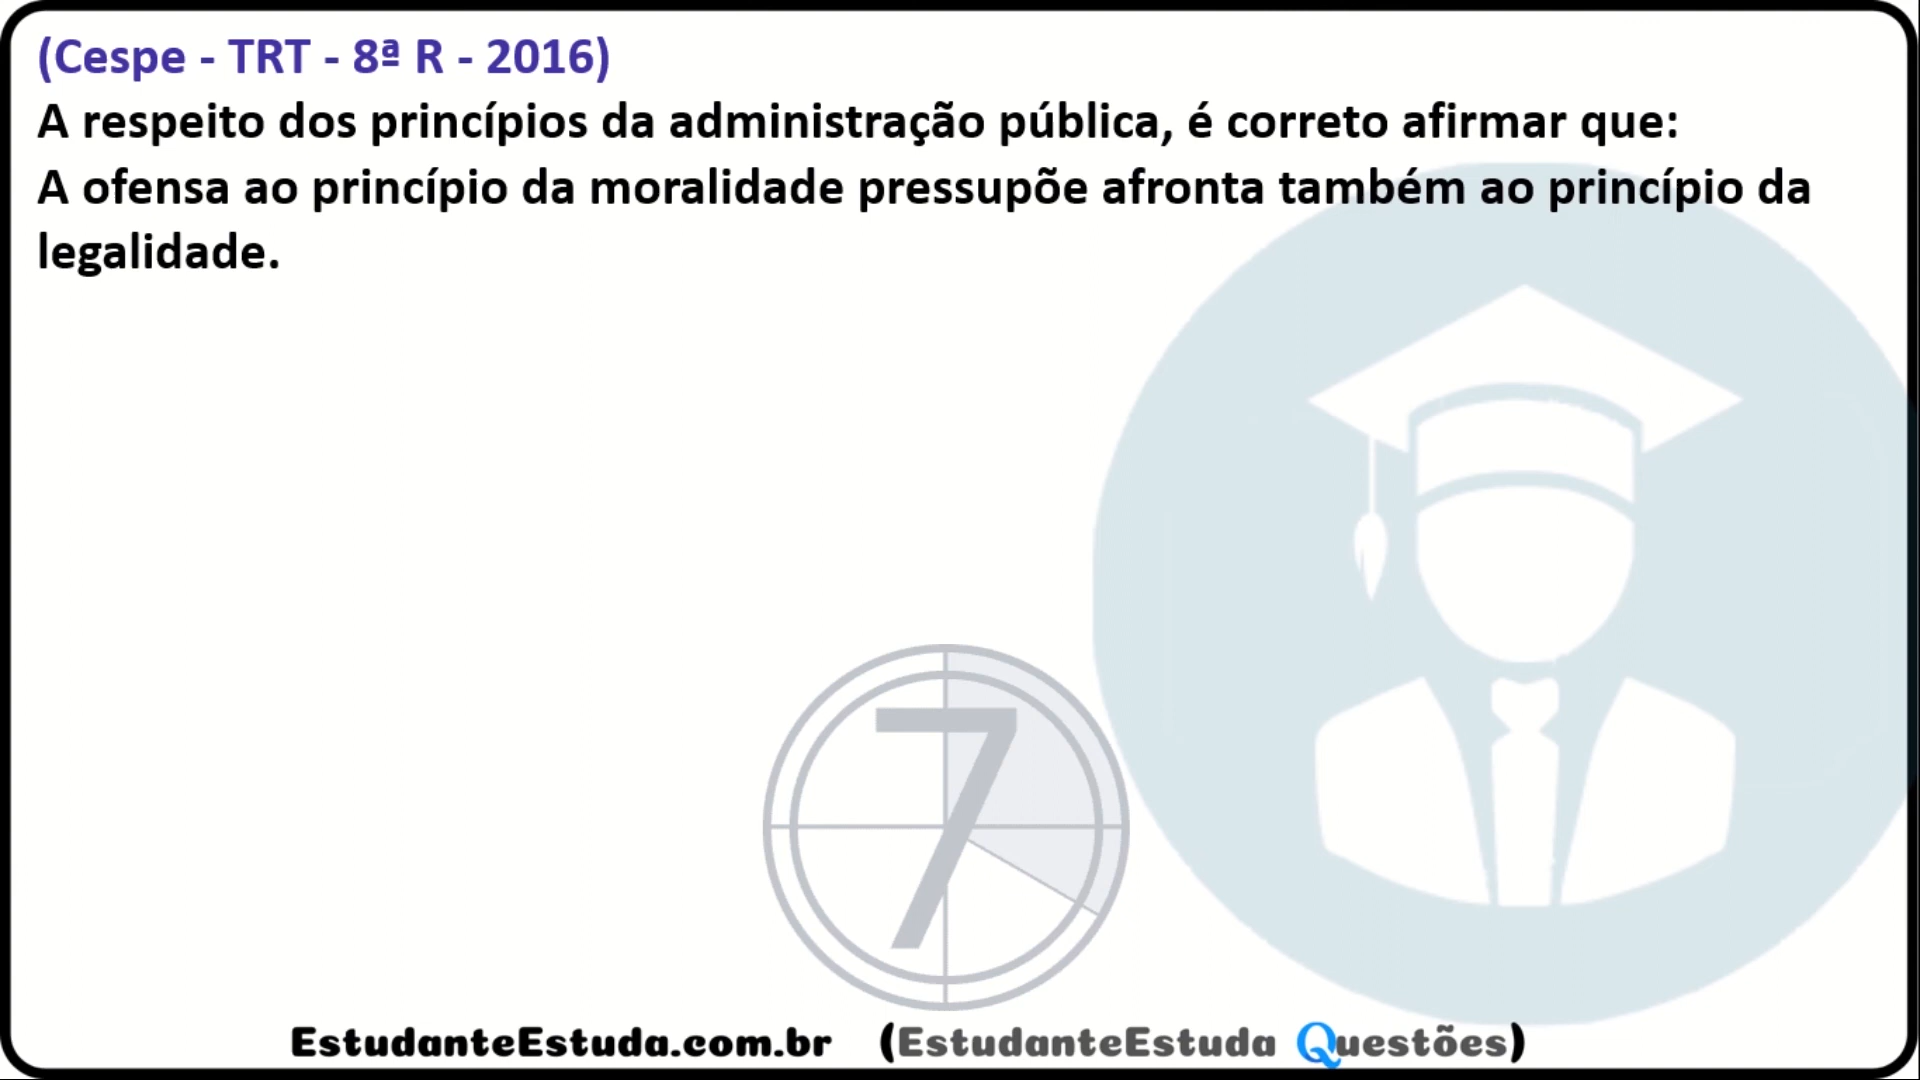 (Cespe - TRT - 8ª R - 2016)
A respeito dos princípios da administração pública, é correto afirmar que:
A ofensa ao princípio da moralidade pressupõe afronta também ao princípio da
legalidade.
7
EstudanteEstuda.com.br (EstudanteEstuda Questões)